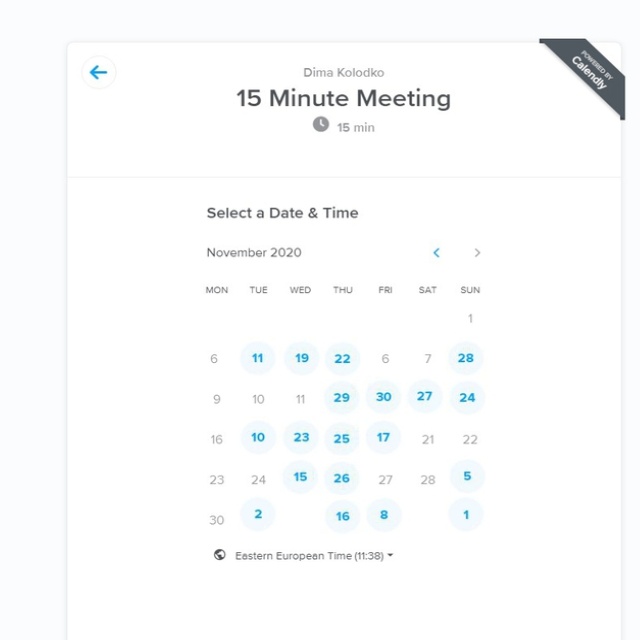 Dima Kolodko
15 Minute Meeting
15 min
POWERED BY
Calendly
Select a Date & Time
November 2020
MON TUE WED THU FRI SAT SUN
1
6 11 19 22 6 7 28
9 10 11 29 30 27 24
16 10 23 25 17 21 22
23 24 15 26 27 28 5
30 2 16 8 1
Eastern European Time (11:38)